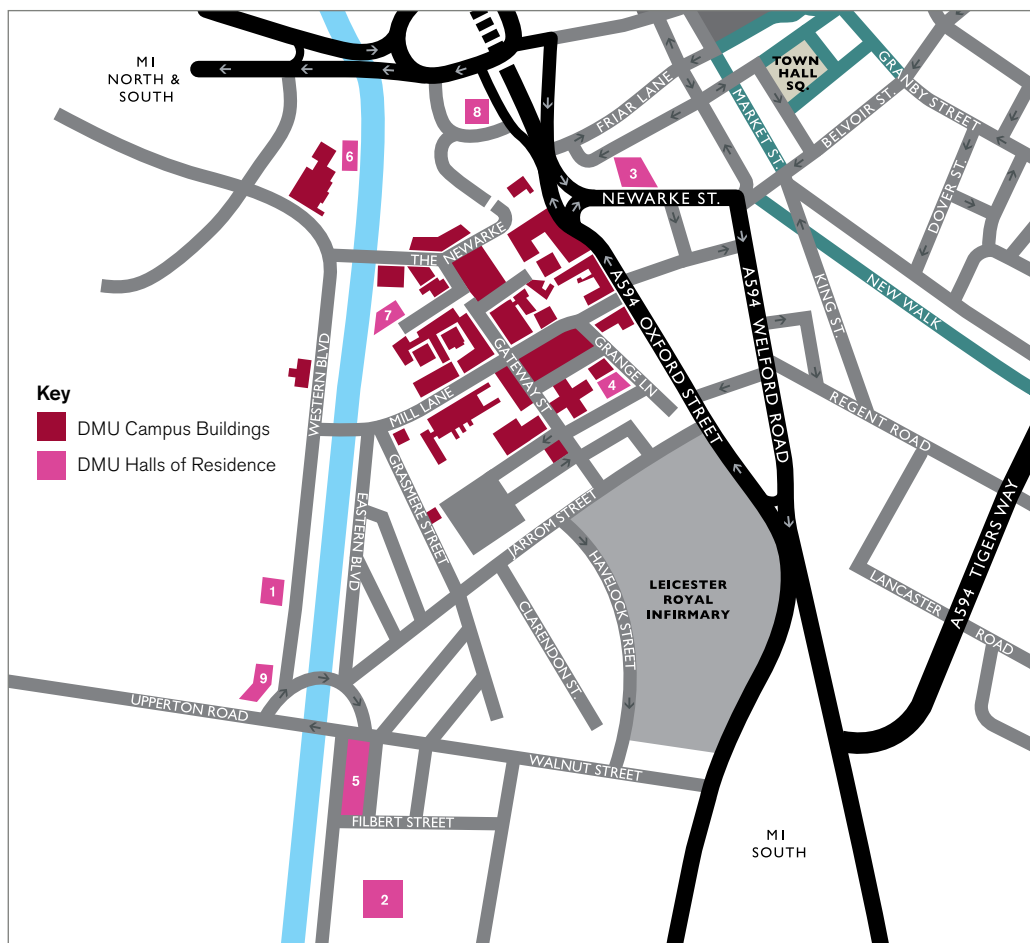 MI
NORTH &
SOUTH
TOWN
HALL
SQ.
GRANBY STREET
FRIAR LANE
MARKET ST.
BELVOIR ST.
8
6
3
NEWARKE ST.
DOVER ST.
THE NEWARKE
A594 OXFORD STREET
A594 WELFORD ROAD
KING ST.
NEW WALK
7
WESTERN BLVD
GATEWAY ST
GRANGE LN
4
Key
DMU Campus Buildings
DMU Halls of Residence
MILL LANE
REGENT ROAD
GRASMERE STREET
EASTERN BLVD
JARROM STREET
HAVELOCK STREET
LEICESTER
ROYAL
INFIRMARY
A594 TIGERS WAY
LANCASTER ROAD
1
CLARENDON ST.
9
UPPERTON ROAD
WALNUT STREET
5
FILBERT STREET
MI
SOUTH
2